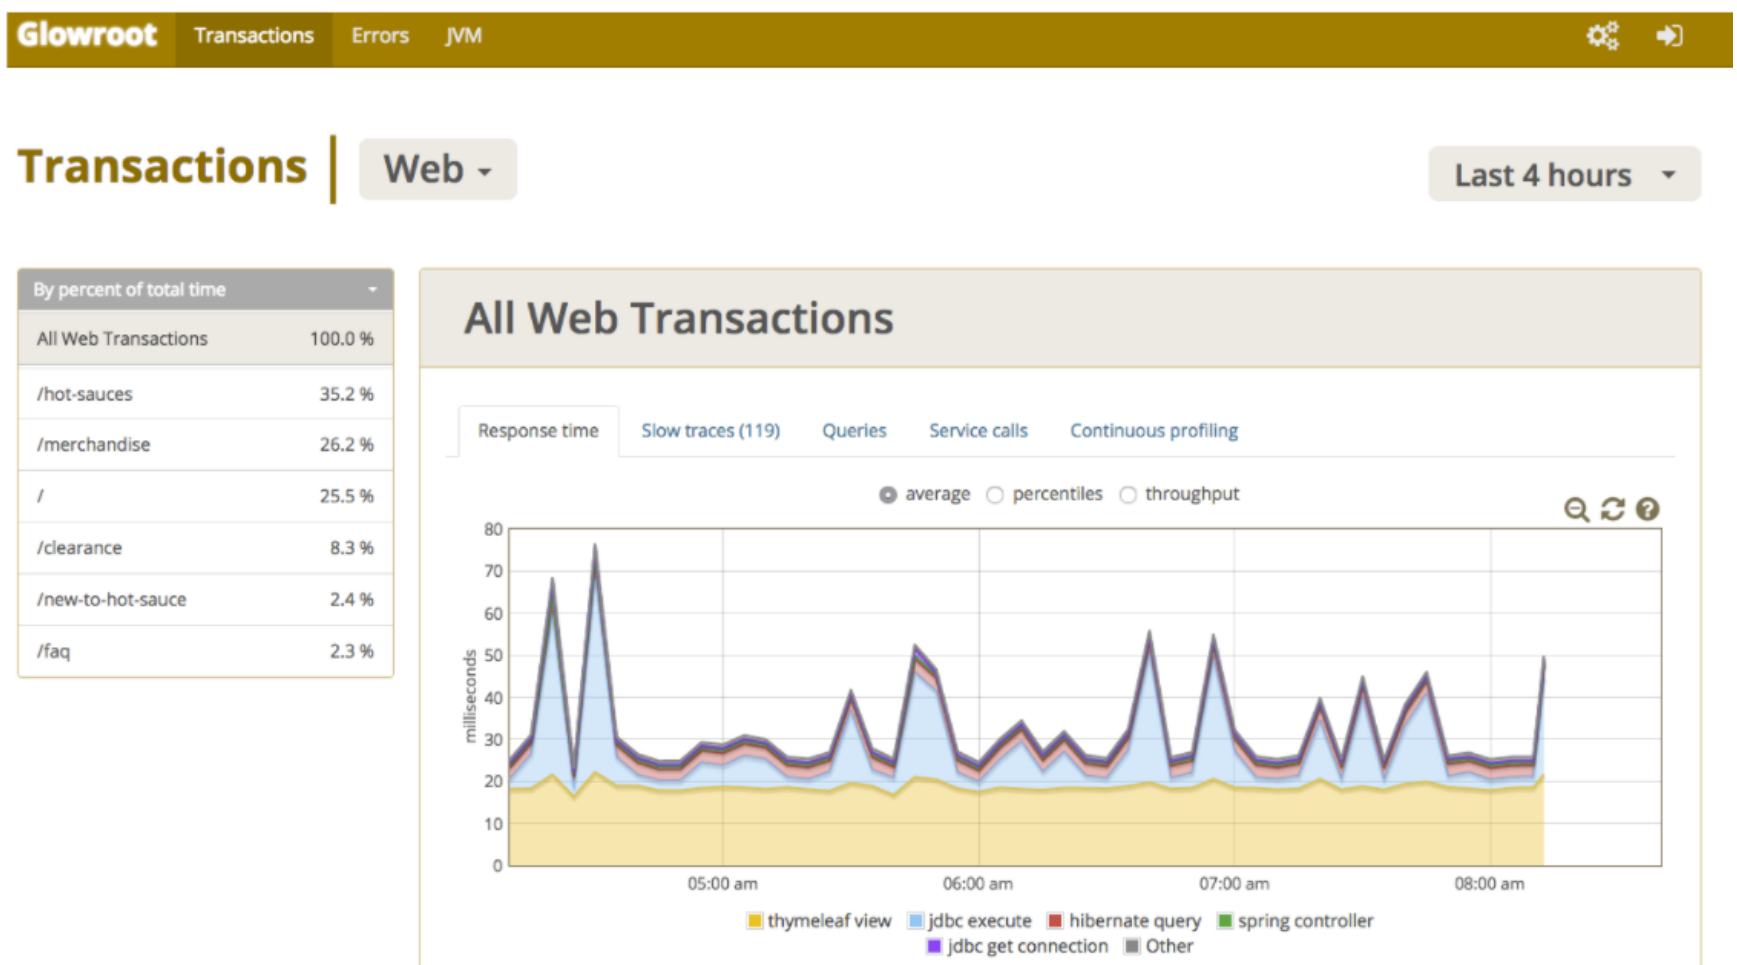 Glowroot Transactions Errors JVM
Transactions Web
Last 4 hours
By percent of total time
All Web Transactions 100.0 %
/hot-sauces 35.2 %
/merchandise 26.2 %
/ 25.5 %
/clearance 8.3 %
/new-to-hot-sauce 2.4 %
/faq 2.3 %
All Web Transactions
Response time Slow traces (119) Queries Service calls Continuous profiling
average percentiles throughput
milliseconds
80
70
60
50
40
30
20
10
0
05:00 am 06:00 am 07:00 am 08:00 am
thymeleaf view jdbc execute hibernate query spring controller
jdbc get connection Other